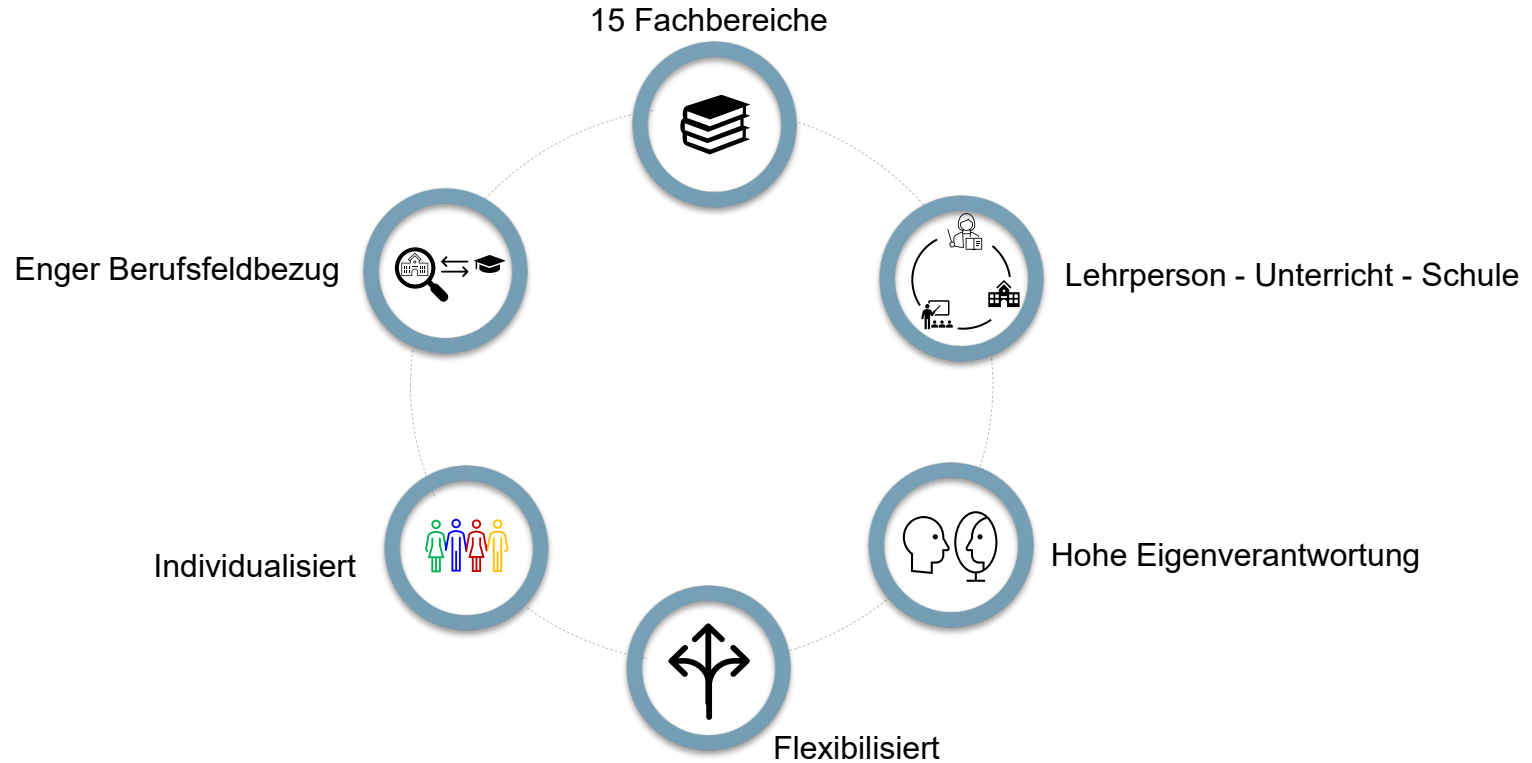 15 Fachbereiche
Enger Berufsfeldbezug
Lehrperson - Unterricht - Schule
Individualisiert
Hohe Eigenverantwortung
Flexibilisiert